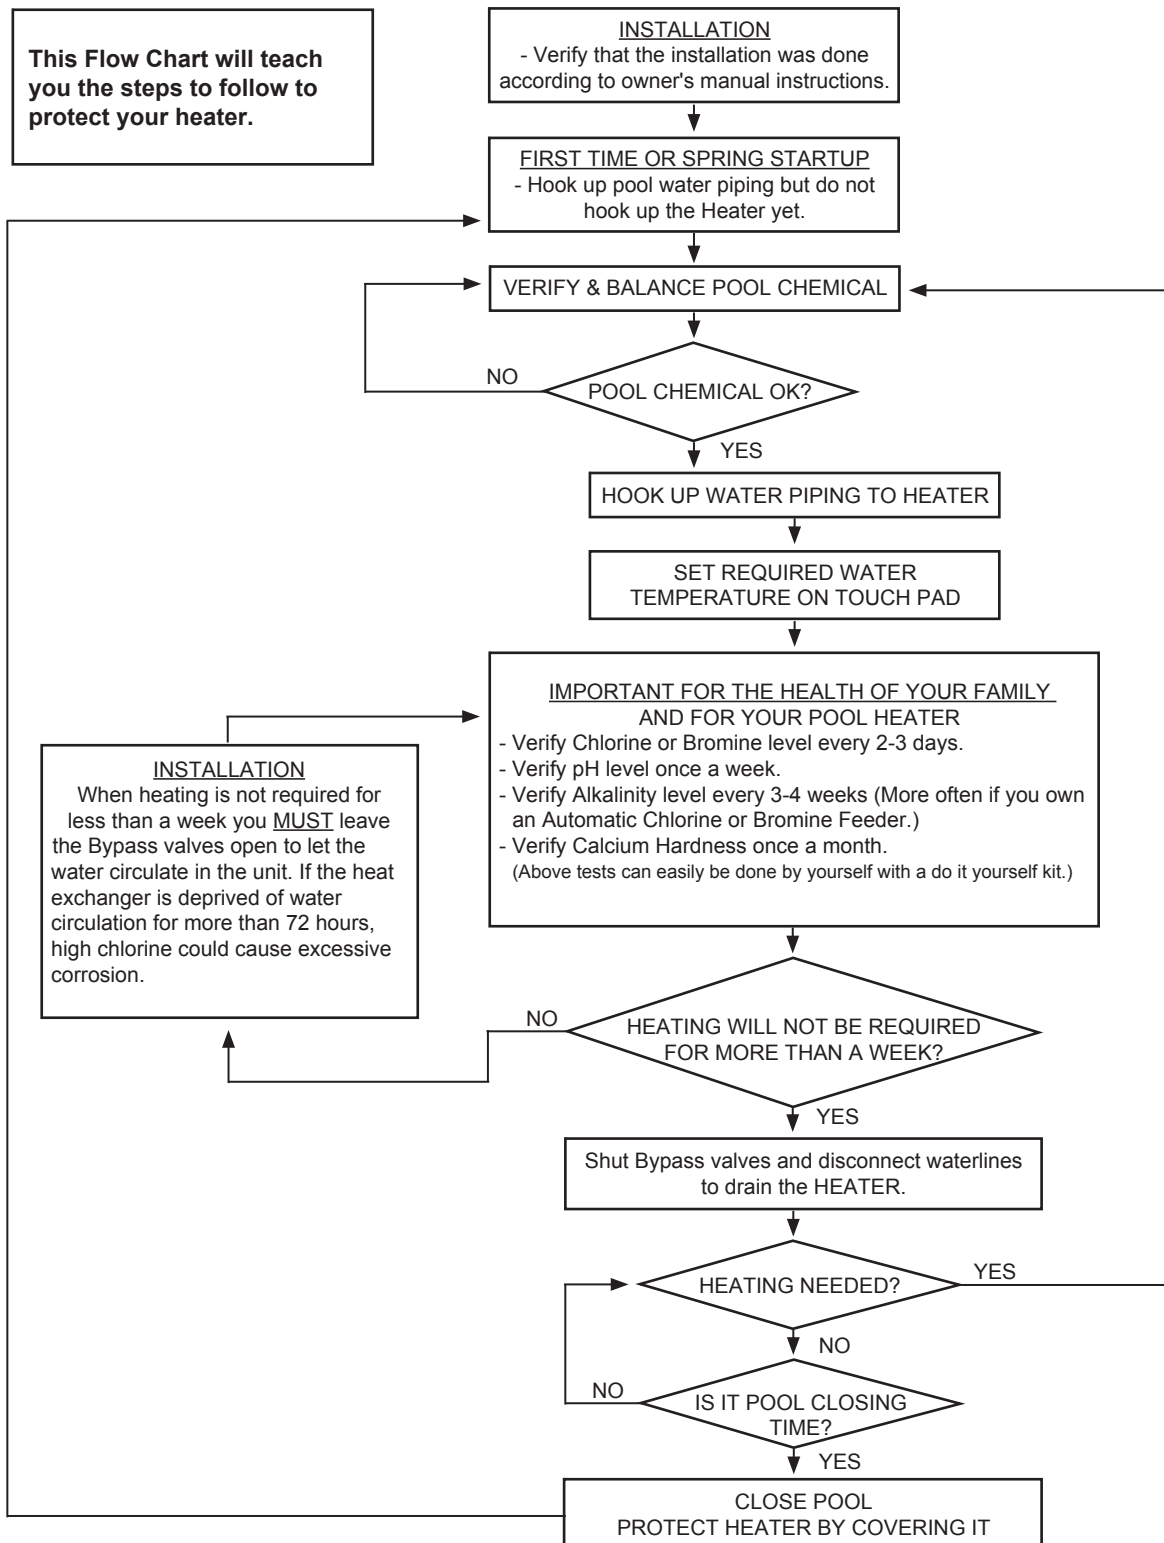 This Flow Chart will teach
you the steps to follow to
protect your heater.
INSTALLATION
- Verify that the installation was done
according to owner's manual instructions.
FIRST TIME OR SPRING STARTUP
- Hook up pool water piping but do not
hook up the Heater yet.
VERIFY & BALANCE POOL CHEMICAL
NO
POOL CHEMICAL OK?
YES
HOOK UP WATER PIPING TO HEATER
SET REQUIRED WATER
TEMPERATURE ON TOUCH PAD
IMPORTANT FOR THE HEALTH OF YOUR FAMILY
AND FOR YOUR POOL HEATER
- Verify Chlorine or Bromine level every 2-3 days.
- Verify pH level once a week.
- Verify Alkalinity level every 3-4 weeks (More often if you own
an Automatic Chlorine or Bromine Feeder.)
- Verify Calcium Hardness once a month.
(Above tests can easily be done by yourself with a do it yourself kit.)
INSTALLATION
When heating is not required for
less than a week you MUST leave
the Bypass valves open to let the
water circulate in the unit. If the heat
exchanger is deprived of water
circulation for more than 72 hours,
high chlorine could cause excessive
corrosion.
NO
HEATING WILL NOT BE REQUIRED
FOR MORE THAN A WEEK?
YES
Shut Bypass valves and disconnect waterlines
to drain the HEATER.
HEATING NEEDED?
YES
NO
NO
IS IT POOL CLOSING
TIME?
YES
CLOSE POOL
PROTECT HEATER BY COVERING IT